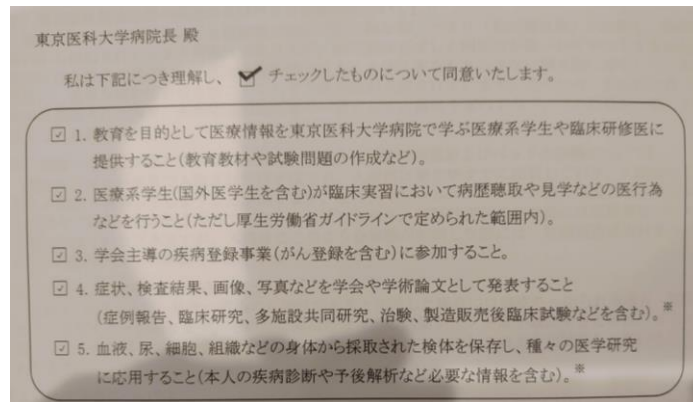 東京医科大学病院長 殿
私は下記につき理解し、 ☑ チェックしたものについて同意いたします。
☑ 1. 教育を目的として医療情報を東京医科大学病院で学ぶ医療系学生や臨床研修医に
提供すること(教育教材や試験問題の作成など)。
☑ 2. 医療系学生(国外医学生を含む)が臨床実習において病歴聴取や見学などの医行為
などを行うこと(ただし厚生労働省ガイドラインで定められた範囲内)。
☑ 3. 学会主導の疾病登録事業(がん登録を含む)に参加すること。
☑ 4. 症状、検査結果、画像、写真などを学会や学術論文として発表すること
(症例報告、臨床研究、多施設共同研究、治験、製造販売後臨床試験などを含む)。※
☑ 5. 血液、尿、細胞、組織などの身体から採取された検体を保存し、種々の医学研究
に応用すること(本人の疾病診断や予後解析など必要な情報を含む)。※